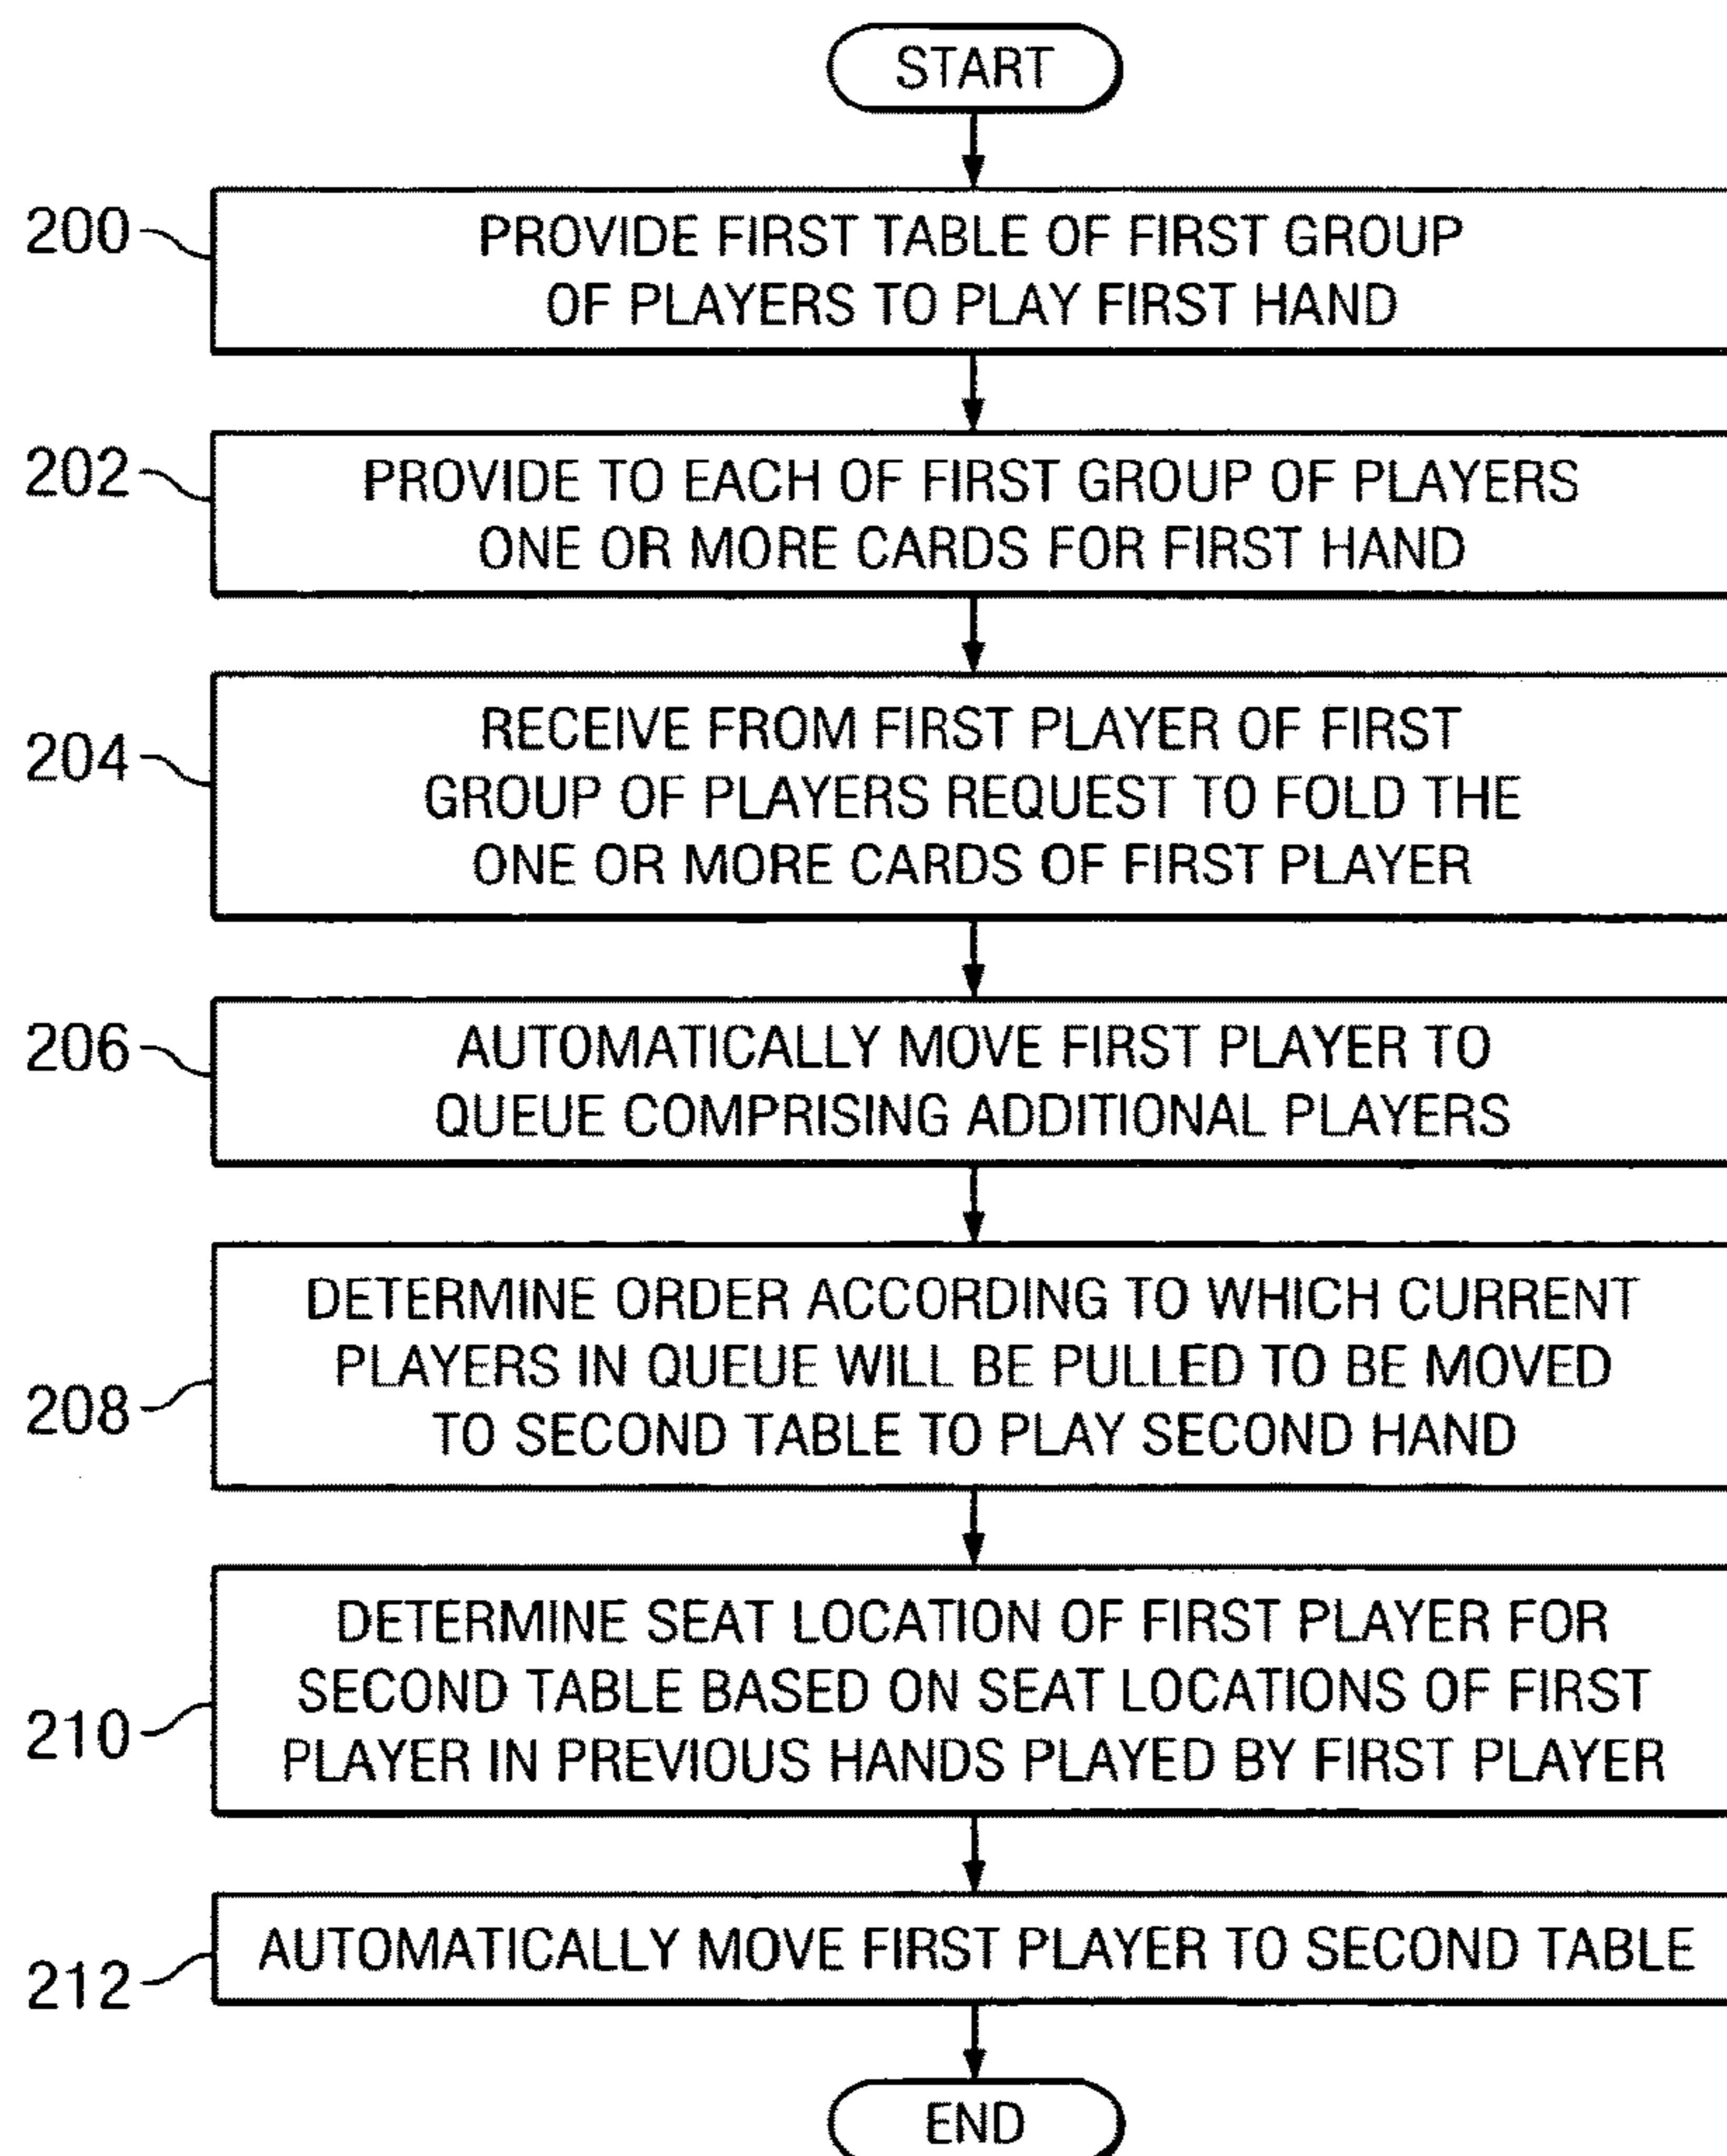 START
200
PROVIDE FIRST TABLE OF FIRST GROUP
OF PLAYERS TO PLAY FIRST HAND
202
PROVIDE TO EACH OF FIRST GROUP OF PLAYERS
ONE OR MORE CARDS FOR FIRST HAND
204
RECEIVE FROM FIRST PLAYER OF FIRST
GROUP OF PLAYERS REQUEST TO FOLD THE
ONE OR MORE CARDS OF FIRST PLAYER
206
AUTOMATICALLY MOVE FIRST PLAYER TO
QUEUE COMPRISING ADDITIONAL PLAYERS
208
DETERMINE ORDER ACCORDING TO WHICH CURRENT
PLAYERS IN QUEUE WILL BE PULLED TO BE MOVED
TO SECOND TABLE TO PLAY SECOND HAND
210
DETERMINE SEAT LOCATION OF FIRST PLAYER FOR
SECOND TABLE BASED ON SEAT LOCATIONS OF FIRST
PLAYER IN PREVIOUS HANDS PLAYED BY FIRST PLAYER
212
AUTOMATICALLY MOVE FIRST PLAYER TO SECOND TABLE
END